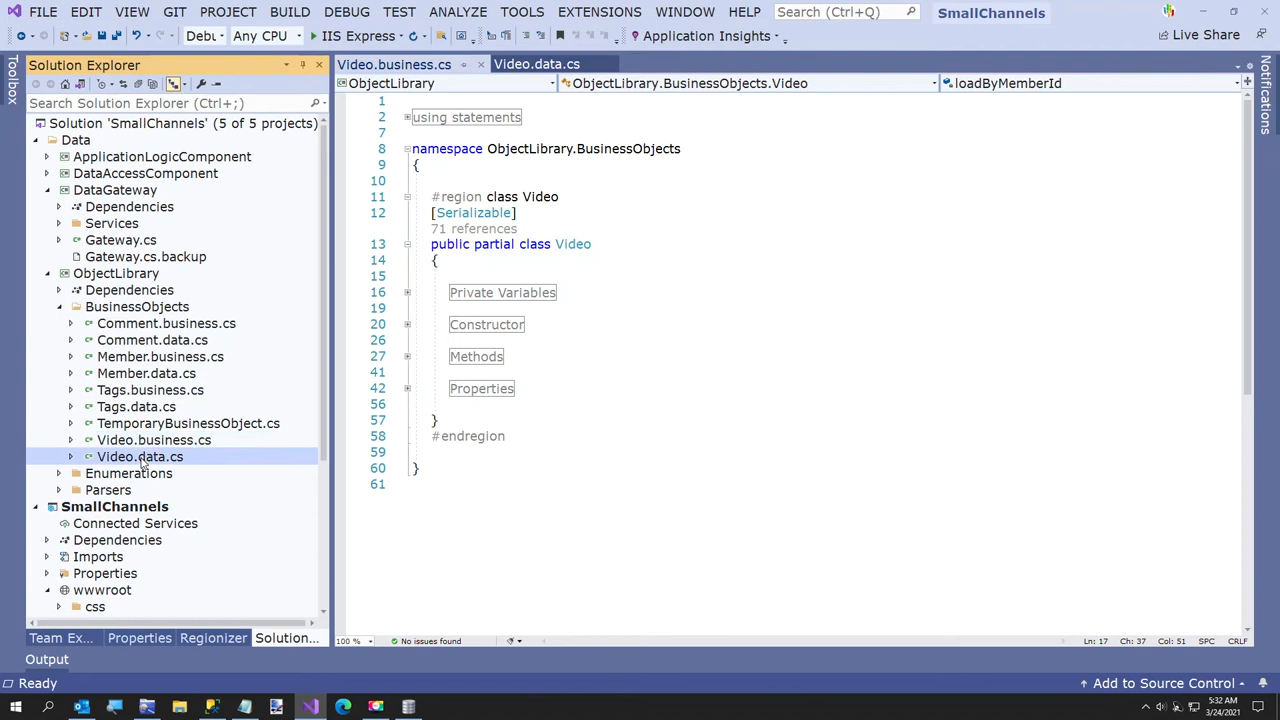 FILE EDIT VIEW GIT PROJECT BUILD DEBUG TEST ANALYZE TOOLS EXTENSIONS WINDOW HELP Search (Ctrl+Q) SmallChannels
Debu Any CPU IIS Express Application Insights Live Share
Toolbox
Solution Explorer
Search Solution Explorer (Ctrl+;)
Solution 'SmallChannels' (5 of 5 projects)
Data
ApplicationLogicComponent
DataAccessComponent
DataGateway
Dependencies
Services
Gateway.cs
Gateway.cs.backup
ObjectLibrary
Dependencies
BusinessObjects
Comment.business.cs
Comment.data.cs
Member.business.cs
Member.data.cs
Tags.business.cs
Tags.data.cs
TemporaryBusinessObject.cs
Video.business.cs
Video.data.cs
Enumerations
Parsers
SmallChannels
Connected Services
Dependencies
Imports
Properties
wwwroot
css
Team Ex... Properties Regionizer Solution...
Video.business.cs Video.data.cs
ObjectLibrary ObjectLibrary.BusinessObjects.Video loadByMemberId
1
2 using statements
7
8 namespace ObjectLibrary.BusinessObjects
9 {
10
11 #region class Video
12 [Serializable]
71 references
13 public partial class Video
14 {
15
16 Private Variables
19
20 Constructor
26
27 Methods
41
42 Properties
56
57 }
58 #endregion
59
60 }
61
100 % No issues found Ln: 17 Ch: 37 Col: 51 SPC CRLF
Notifications
Output
Ready Add to Source Control
5:32 AM
3/24/2021